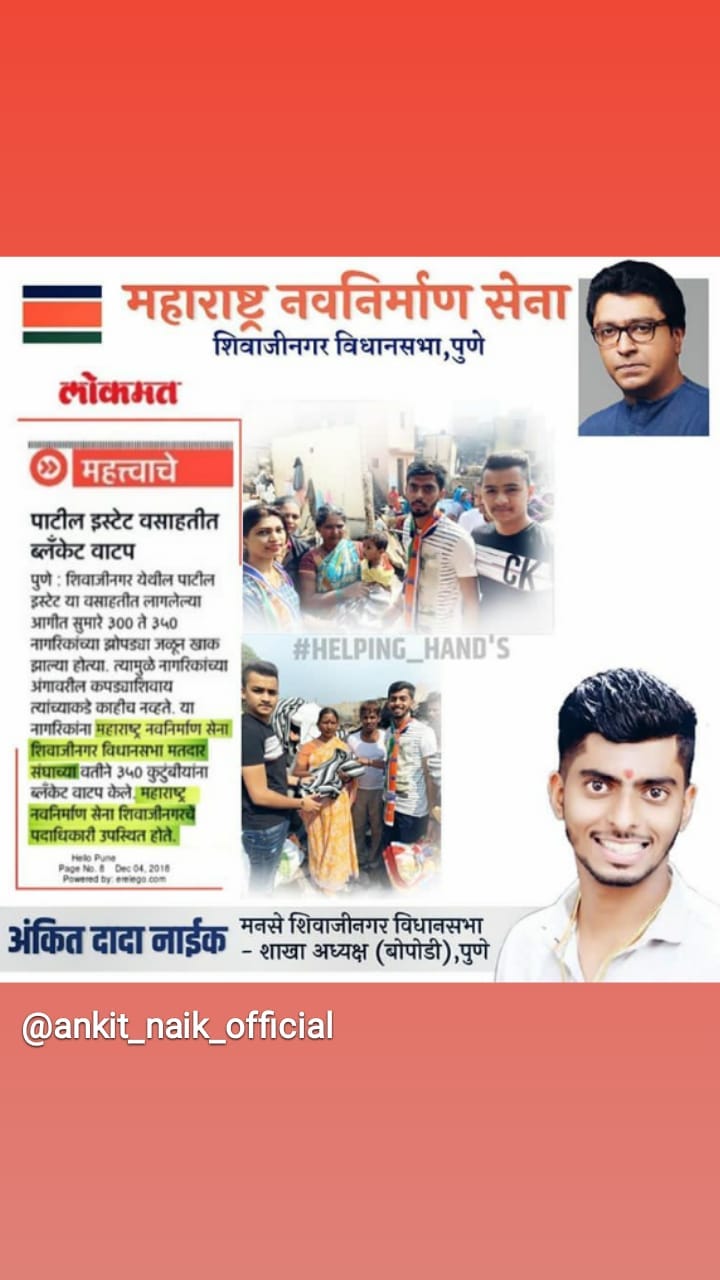 महाराष्ट्र नवनिर्माण सेना
शिवाजीनगर विधानसभा,पुणे
लोकमत
महत्त्वाचे
पाटील इस्टेट वसाहतीत
ब्लँकेट वाटप
पुणे : शिवाजीनगर येथील पाटील
इस्टेट या वसाहतीत लागलेल्या
आगीत सुमारे ३०० ते ३५०
नागरिकांच्या झोपड्या जळून खाक
झाल्या होत्या. त्यामुळे नागरिकांच्या
अंगावरील कपड्याशिवाय
त्यांच्याकडे काहीच नव्हते. या
नागरिकांना महाराष्ट्र नवनिर्माण सेना
शिवाजीनगर विधानसभा मतदार
संघाच्या वतीने ३५० कुटुंबीयांना
ब्लँकेट वाटप केले. महाराष्ट्र
नवनिर्माण सेना शिवाजीनगरचे
पदाधिकारी उपस्थित होते.
Hello Pune
Page No. 8 Dec 04, 2018
Powered by: erelego.com
CK
#HELPING_HAND'S
अंकित दादा नाईक
मनसे शिवाजीनगर विधानसभा
- शाखा अध्यक्ष (बोपोडी),पुणे
@ankit_naik_official